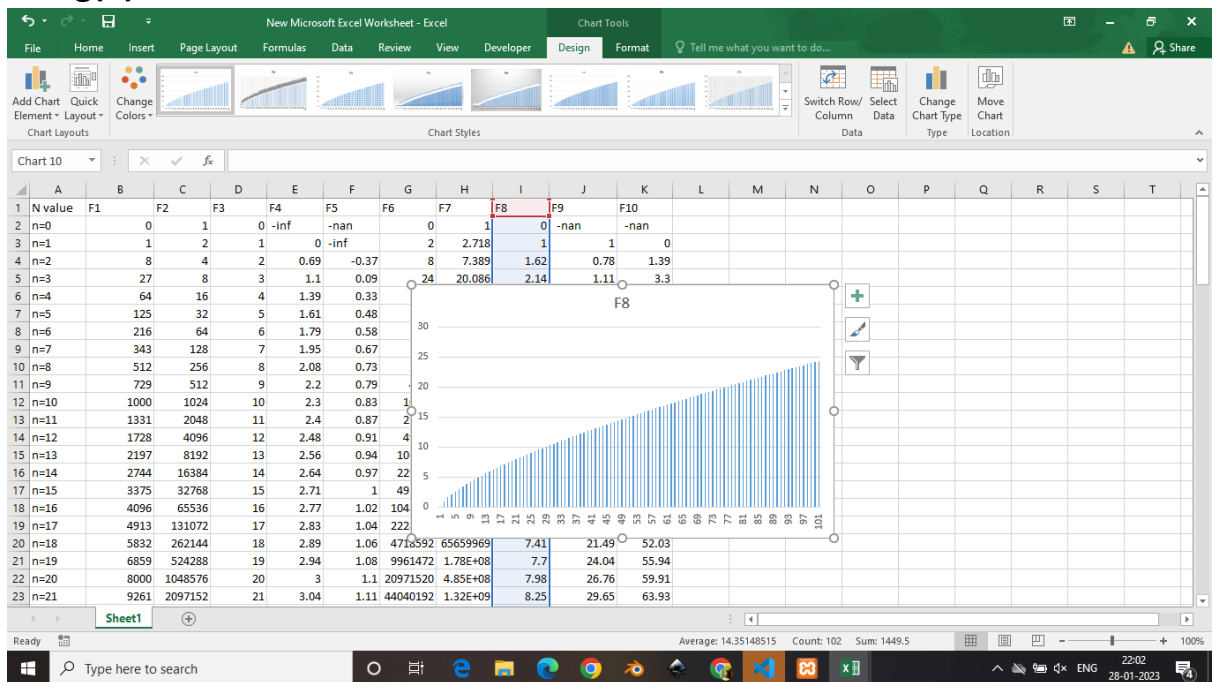 New Microsoft Excel Worksheet - Excel Chart Tools
File Home Insert Page Layout Formulas Data Review View Developer Design Format Tell me what you want to do... Share
Add Chart Element Quick Layout Change Colors Switch Row/ Column Select Data Change Chart Type Move Chart
Chart Layouts Chart Styles Data Type Location
Chart 10 fx
A B C D E F G H I J K L M N O P Q R S T
1 N value F1 F2 F3 F4 F5 F6 F7 F8 F9 F10
2 n=0 0 1 0 -inf -nan 0 1 0 -nan -nan
3 n=1 1 2 1 0 -inf 2 2.718 1 1 0
4 n=2 8 4 2 0.69 -0.37 8 7.389 1.62 0.78 1.39
5 n=3 27 8 3 1.1 0.09 24 20.086 2.14 1.11 3.3
6 n=4 64 16 4 1.39 0.33
7 n=5 125 32 5 1.61 0.48
8 n=6 216 64 6 1.79 0.58
9 n=7 343 128 7 1.95 0.67
10 n=8 512 256 8 2.08 0.73
11 n=9 729 512 9 2.2 0.79
12 n=10 1000 1024 10 2.3 0.83
13 n=11 1331 2048 11 2.4 0.87
14 n=12 1728 4096 12 2.48 0.91
15 n=13 2197 8192 13 2.56 0.94 10
16 n=14 2744 16384 14 2.64 0.97 22
17 n=15 3375 32768 15 2.71 1 49
18 n=16 4096 65536 16 2.77 1.02 104
19 n=17 4913 131072 17 2.83 1.04 222
20 n=18 5832 262144 18 2.89 1.06 4718592 65659969 7.41 21.49 52.03
21 n=19 6859 524288 19 2.94 1.08 9961472 1.78E+08 7.7 24.04 55.94
22 n=20 8000 1048576 20 3 1.1 20971520 4.85E+08 7.98 26.76 59.91
23 n=21 9261 2097152 21 3.04 1.11 44040192 1.32E+09 8.25 29.65 63.93
F8
30
25
20
15
10
5
0
1 5 9 13 17 21 25 29 33 37 41 45 49 53 57 61 65 69 73 77 81 85 89 93 97 101
Sheet1
Ready Average: 14.35148515 Count: 102 Sum: 1449.5 100%
Type here to search ENG 22:02
28-01-2023
4